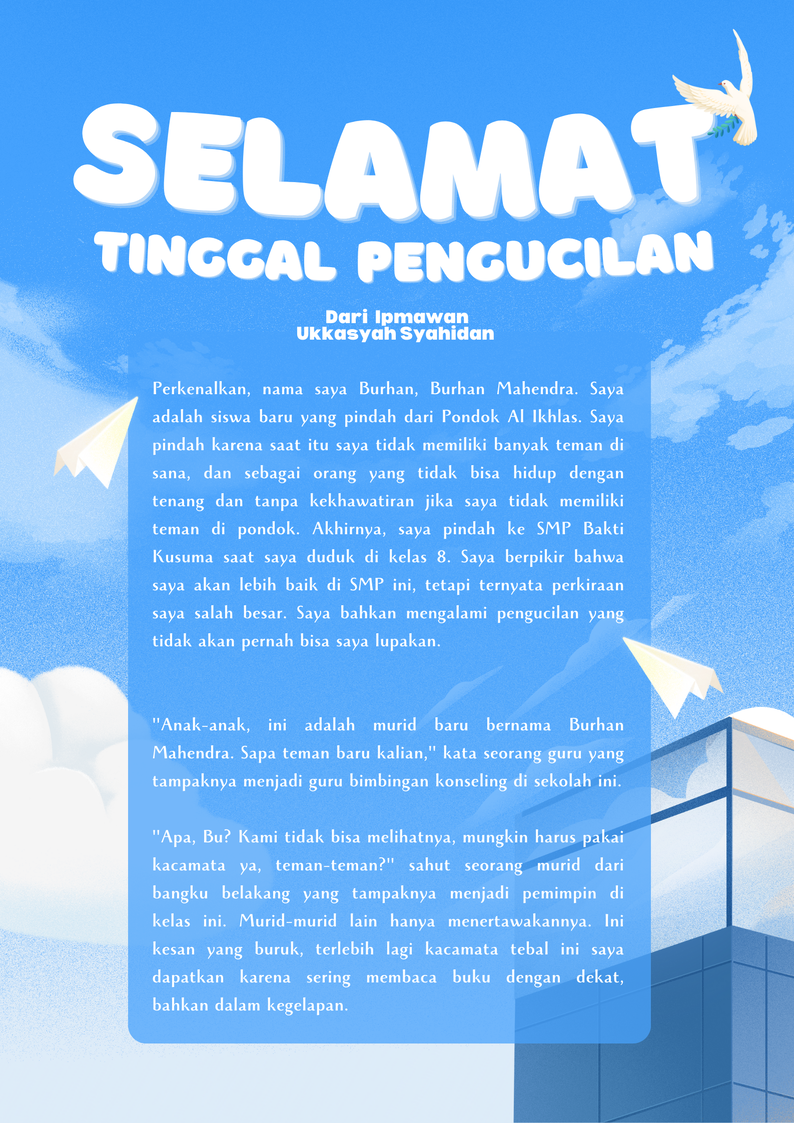 SELAMAT
TINGGAL PENGUCILAN
Dari Ipmawan
Ukkasyah Syahidan
Perkenalkan, nama saya Burhan, Burhan Mahendra. Saya
adalah siswa baru yang pindah dari Pondok Al Ikhlas. Saya
pindah karena saat itu saya tidak memiliki banyak teman di
sana, dan sebagai orang yang tidak bisa hidup dengan
tenang dan tanpa kekhawatiran jika saya tidak memiliki
teman di pondok. Akhirnya, saya pindah ke SMP Bakti
Kusuma saat saya duduk di kelas 8. Saya berpikir bahwa
saya akan lebih baik di SMP ini, tetapi ternyata perkiraan
saya salah besar. Saya bahkan mengalami pengucilan yang
tidak akan pernah bisa saya lupakan.
"Anak-anak, ini adalah murid baru bernama Burhan
Mahendra. Sapa teman baru kalian," kata seorang guru yang
tampaknya menjadi guru bimbingan konseling di sekolah ini.
"Apa, Bu? Kami tidak bisa melihatnya, mungkin harus pakai
kacamata ya, teman-teman?" sahut seorang murid dari
bangku belakang yang tampaknya menjadi pemimpin di
kelas ini. Murid-murid lain hanya menertawakannya. Ini
kesan yang buruk, terlebih lagi kacamata tebal ini saya
dapatkan karena sering membaca buku dengan dekat,
bahkan dalam kegelapan.